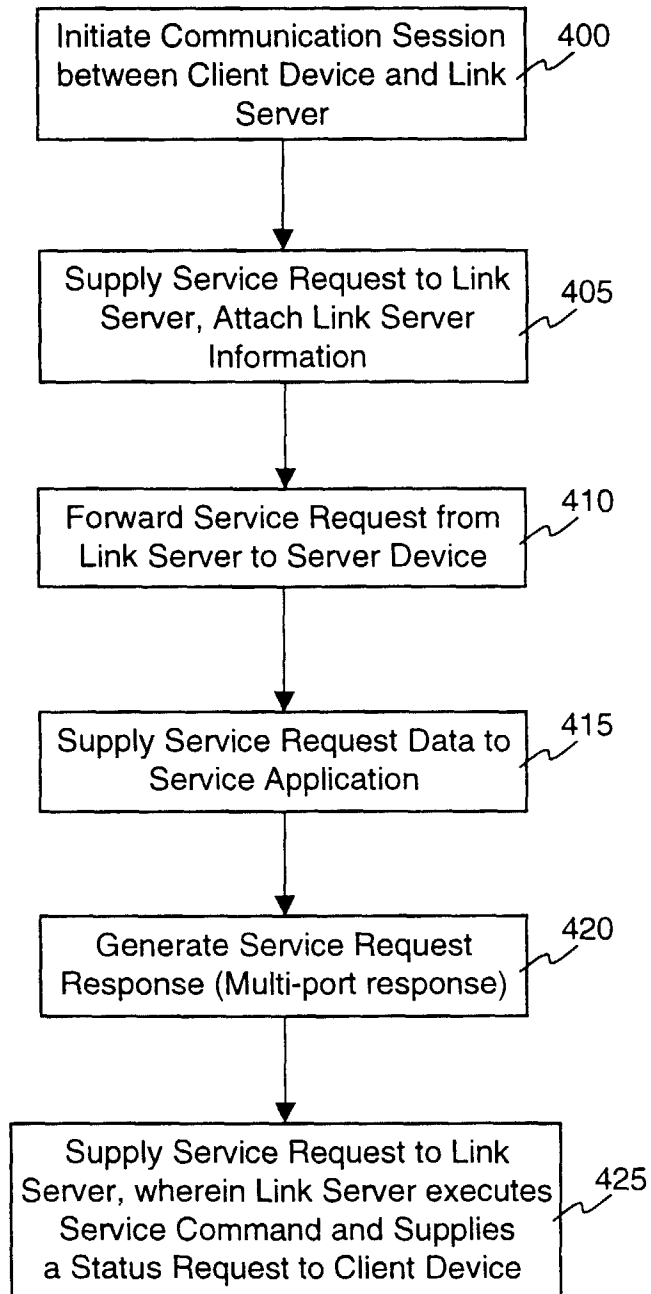 Initiate Communication Session
between Client Device and Link
Server
400
Supply Service Request to Link
Server, Attach Link Server
Information
405
Forward Service Request from
Link Server to Server Device
410
Supply Service Request Data to
Service Application
415
Generate Service Request
Response (Multi-port response)
420
Supply Service Request to Link
Server, wherein Link Server executes
Service Command and Supplies
a Status Request to Client Device
425